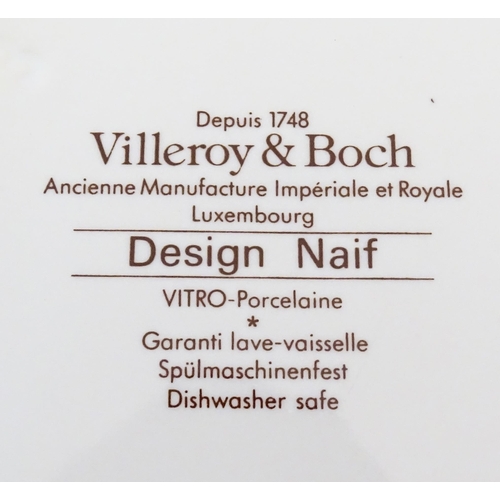 Depuis 1748
Villeroy & Boch
Ancienne Manufacture Impériale et Royale
Luxembourg
Design Naif
VITRO-Porcelaine
*
Garanti lave-vaisselle
Spülmaschinenfest
Dishwasher safe